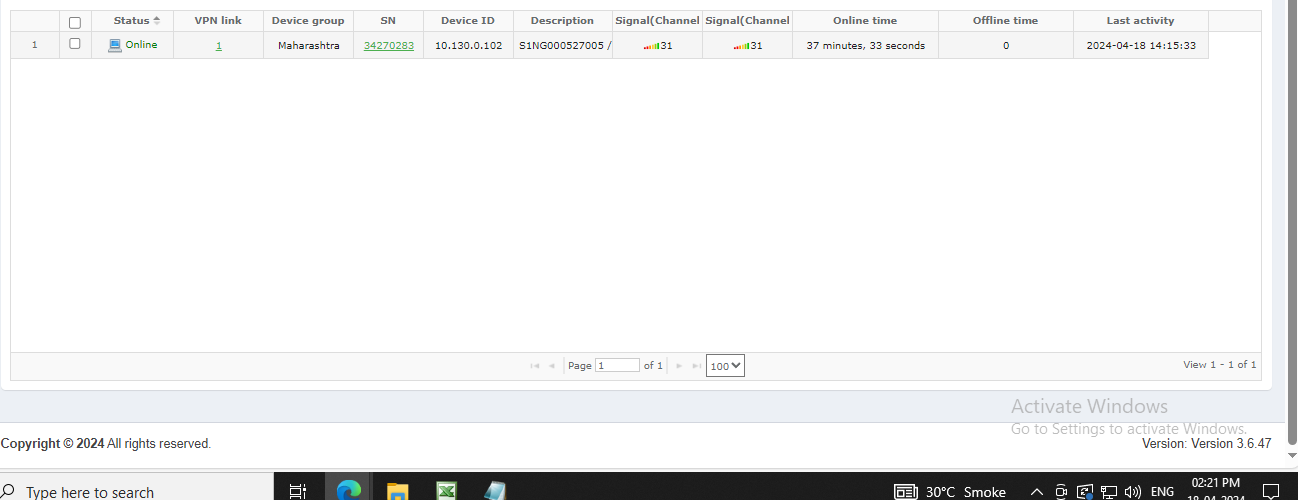 Status VPN link Device group SN Device ID Description Signal(Channel Signal(Channel Online time Offline time Last activity
1 Online 1 Maharashtra 34270283 10.130.0.102 S1NG000527005 / 31 31 37 minutes, 33 seconds 0 2024-04-18 14:15:33
Page 1 of 1 100 View 1 - 1 of 1
Activate Windows
Go to Settings to activate Windows.
Copyright © 2024 All rights reserved. Version: Version 3.6.47
Type here to search 30°C Smoke ENG 02:21 PM
18-04-2024